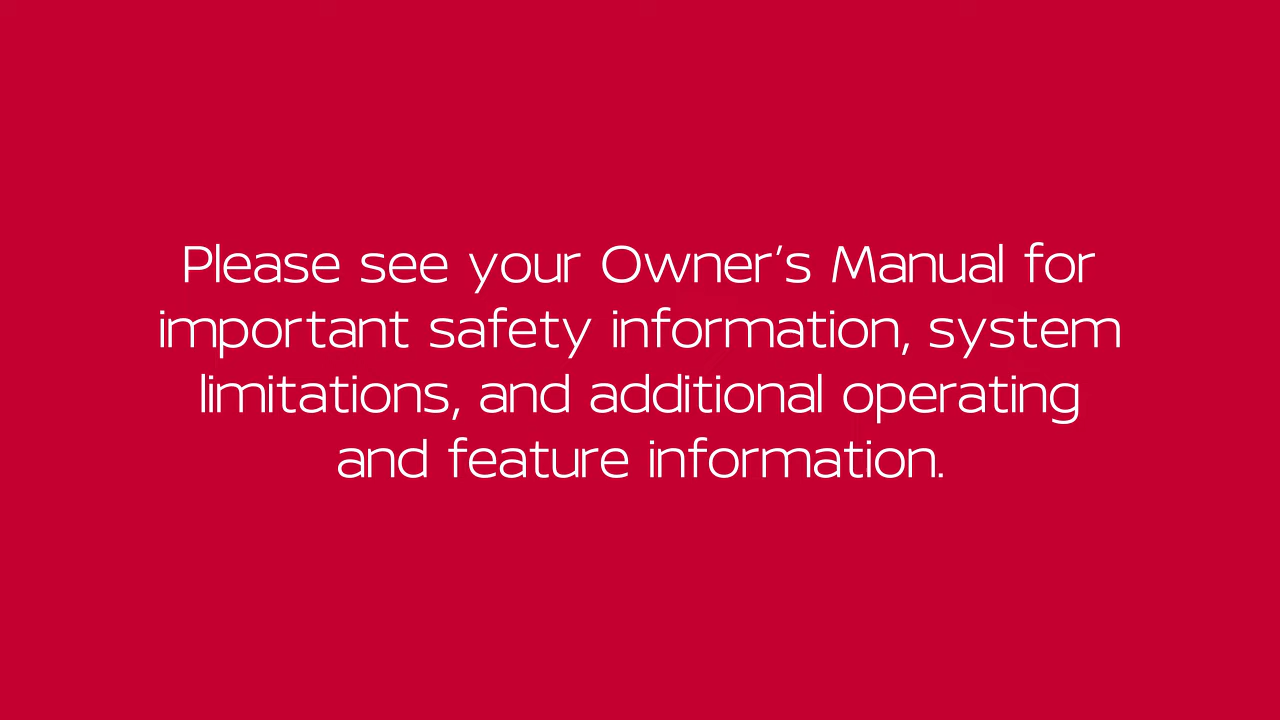 Please see your Owner’s Manual for
important safety information, system
limitations, and additional operating
and feature information.